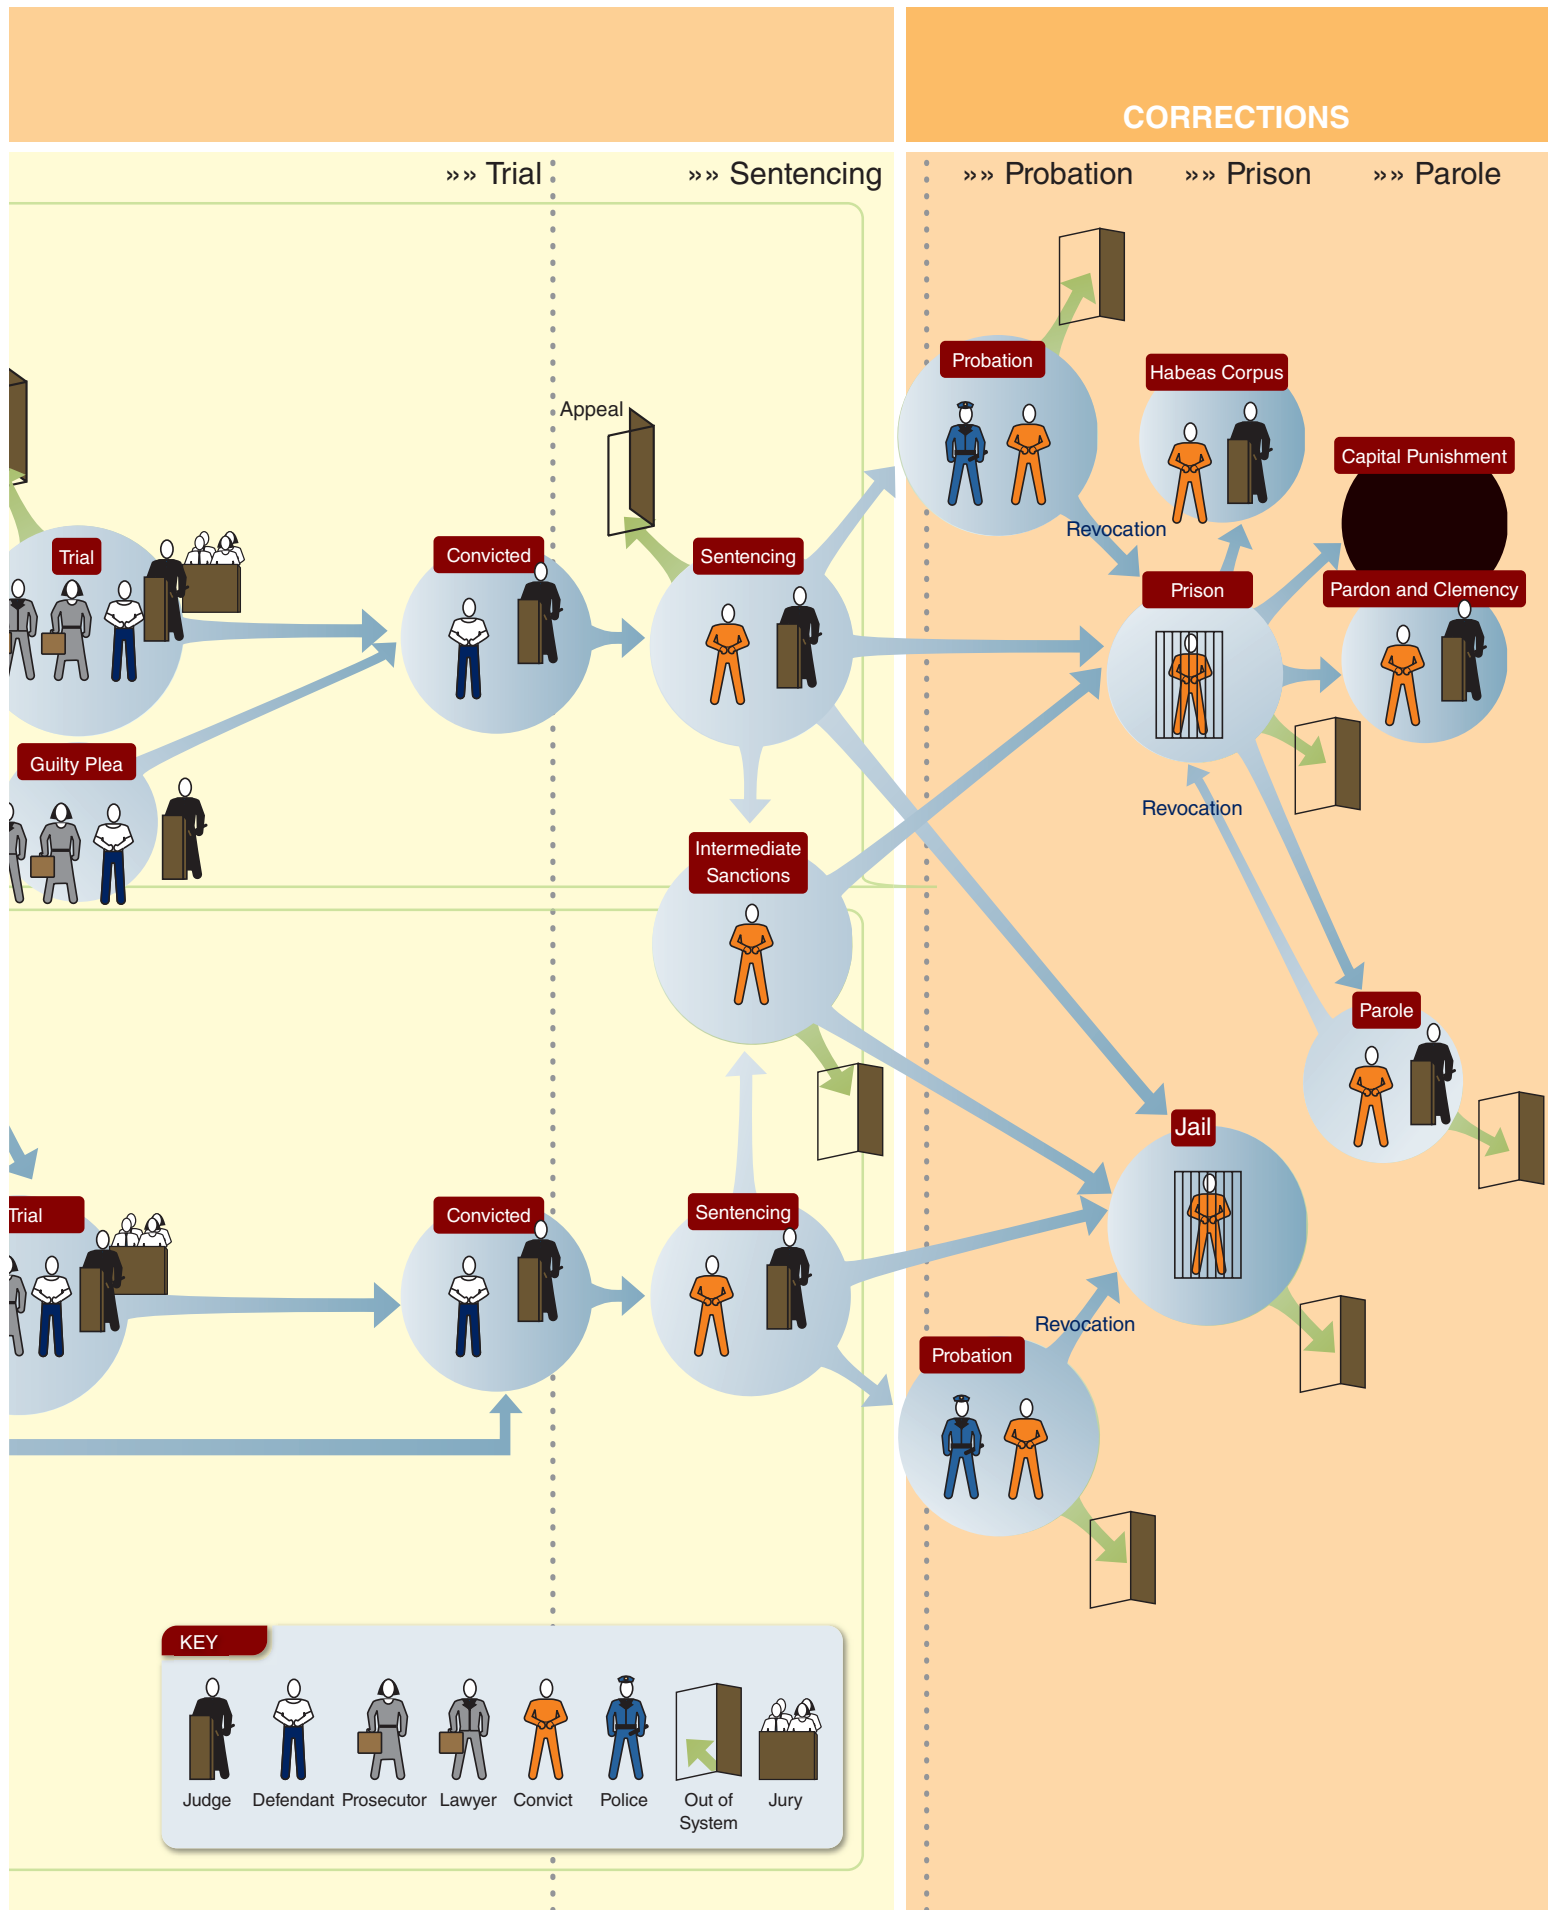 CORRECTIONS
»» Trial
»» Sentencing
»» Probation
»» Prison
»» Parole
Probation
Habeas Corpus
Appeal
Capital Punishment
Revocation
Trial
Convicted
Sentencing
Prison
Pardon and Clemency
Guilty Plea
Revocation
Intermediate
Sanctions
Parole
Jail
Trial
Convicted
Sentencing
Revocation
Probation
KEY
Judge
Defendant
Prosecutor
Lawyer
Convict
Police
Out of
System
Jury